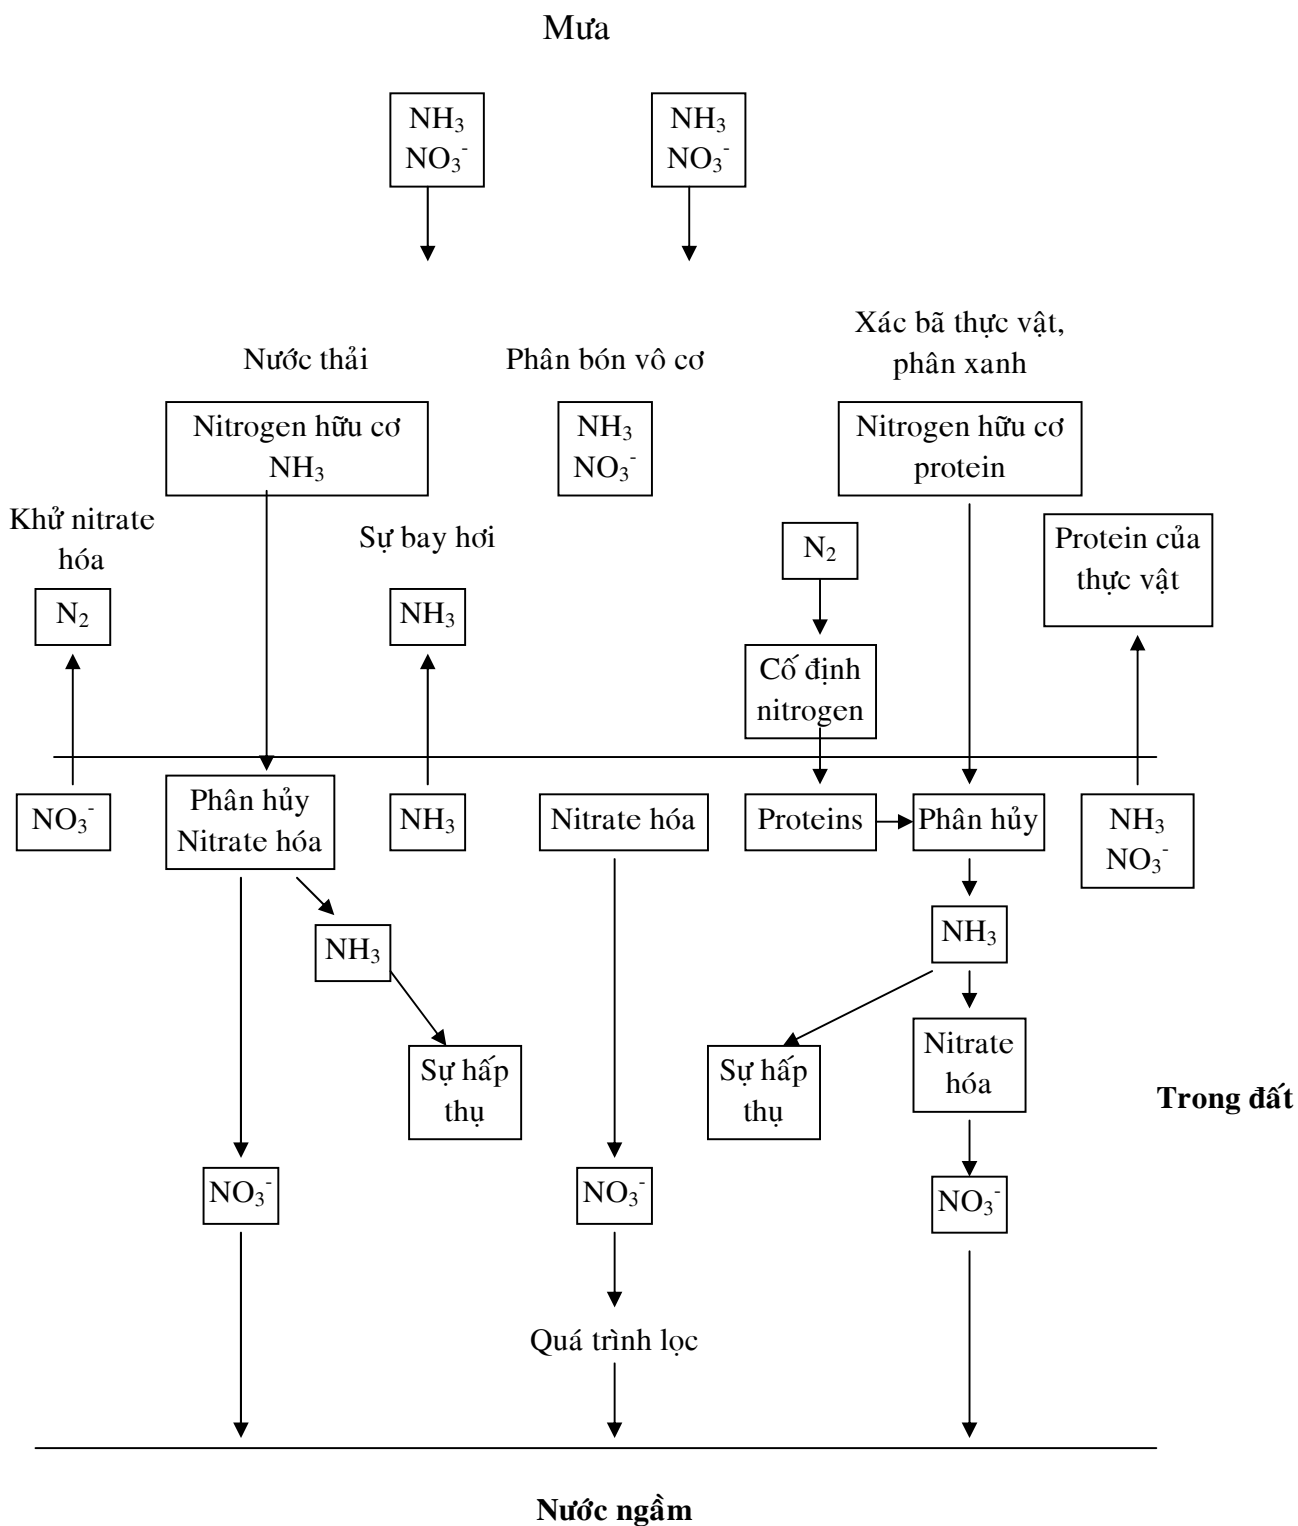 Mưa
NH₃
NO₃⁻
NH₃
NO₃⁻
Nước thải
Phân bón vô cơ
Xác bã thực vật,
phân xanh
Nitrogen hữu cơ
NH₃
NH₃
NO₃⁻
Nitrogen hữu cơ
protein
Khử nitrate
hóa
Sự bay hơi
N₂
Protein của
thực vật
N₂
NH₃
Cố định
nitrogen
NO₃⁻
Phân hủy
Nitrate hóa
NH₃
Nitrate hóa
Proteins
Phân hủy
NH₃
NO₃⁻
NH₃
NH₃
Sự hấp
thụ
Sự hấp
thụ
Nitrate
hóa
Trong đất
NO₃⁻
NO₃⁻
NO₃⁻
Quá trình lọc
Nước ngầm